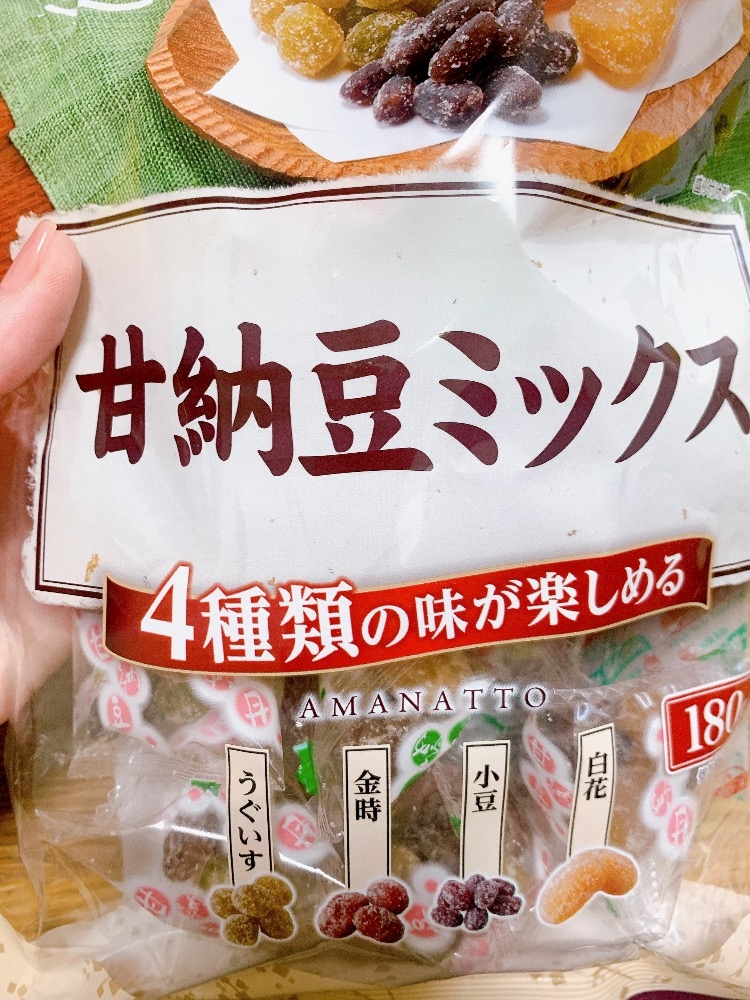 甘納豆ミックス
4種類の味が楽しめる
AMANATTO
180
うぐいす
金時
小豆
白花